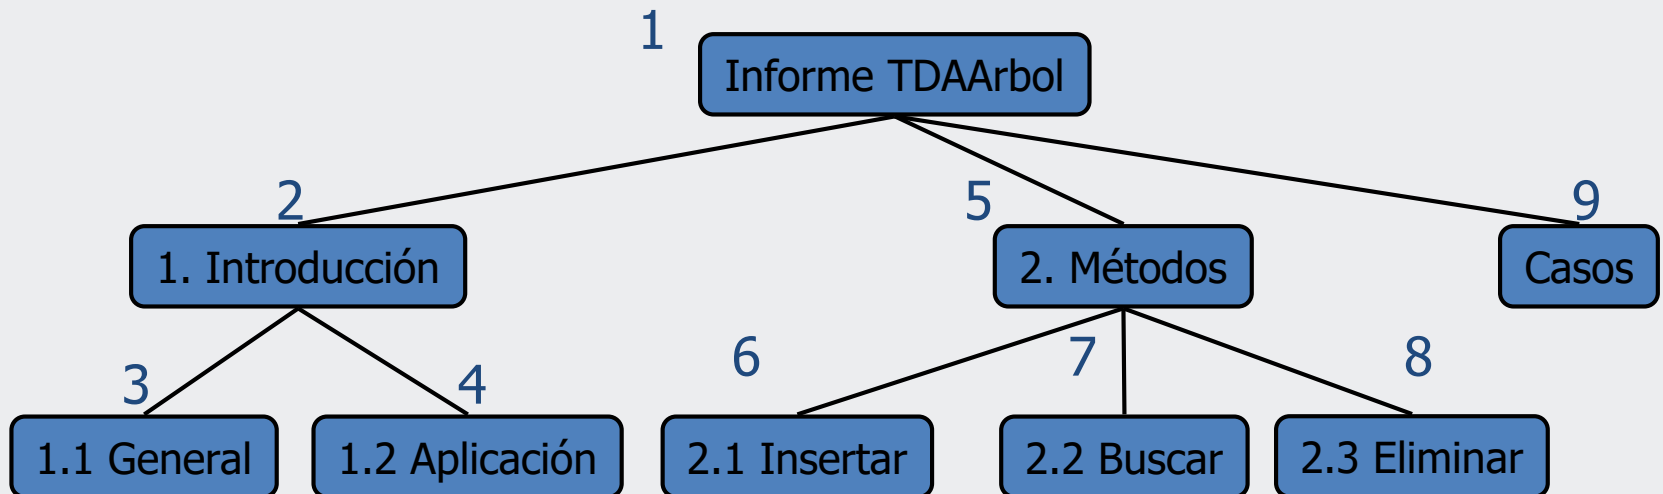 1
Informe TDAArbol
2
5
9
1. Introducción
2. Métodos
Casos
3
4
6
7
8
1.1 General
1.2 Aplicación
2.1 Insertar
2.2 Buscar
2.3 Eliminar